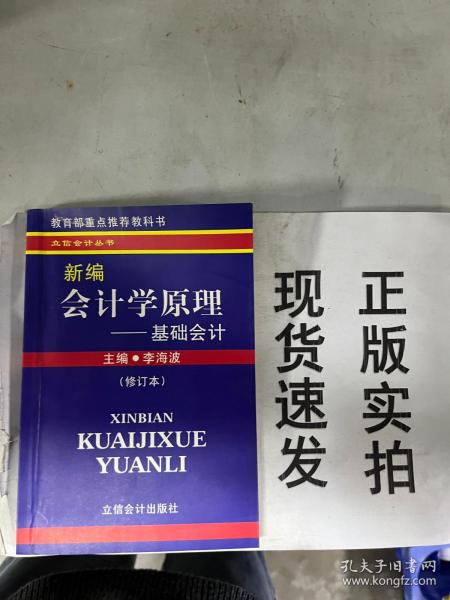 教育部重点推荐教科书
立信会计丛书
新编
会计学原理
——基础会计
主编●李海波
(修订本)
XINBIAN
KUAIJIXUE
YUANLI
立信会计出版社
正版实拍
现货速发
孔夫子旧书网
www.kongfz.com